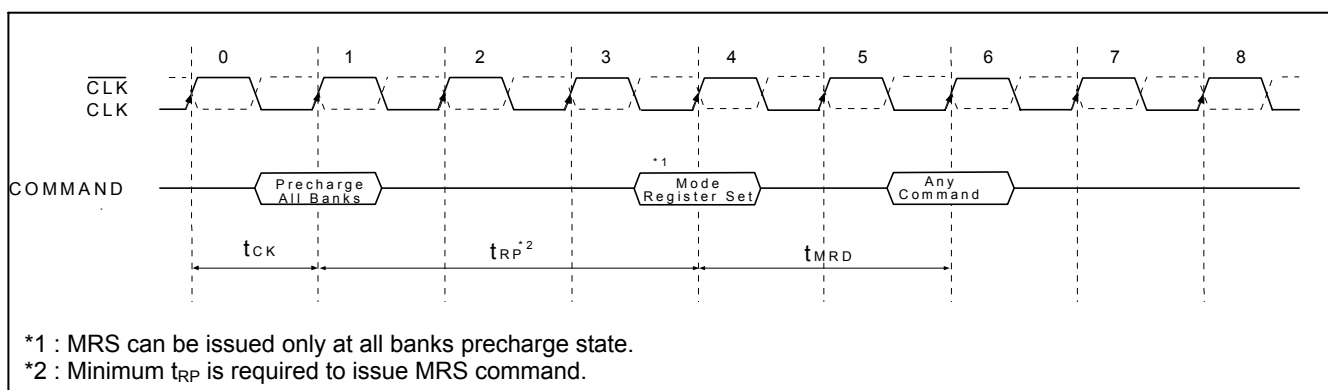 0 1 2 3 4 5 6 7 8
CLK
CLK
COMMAND
Precharge
All Banks
*1
Mode
Register Set
Any
Command
tCK
tRP*2
tMRD
*1 : MRS can be issued only at all banks precharge state.
*2 : Minimum tRP is required to issue MRS command.